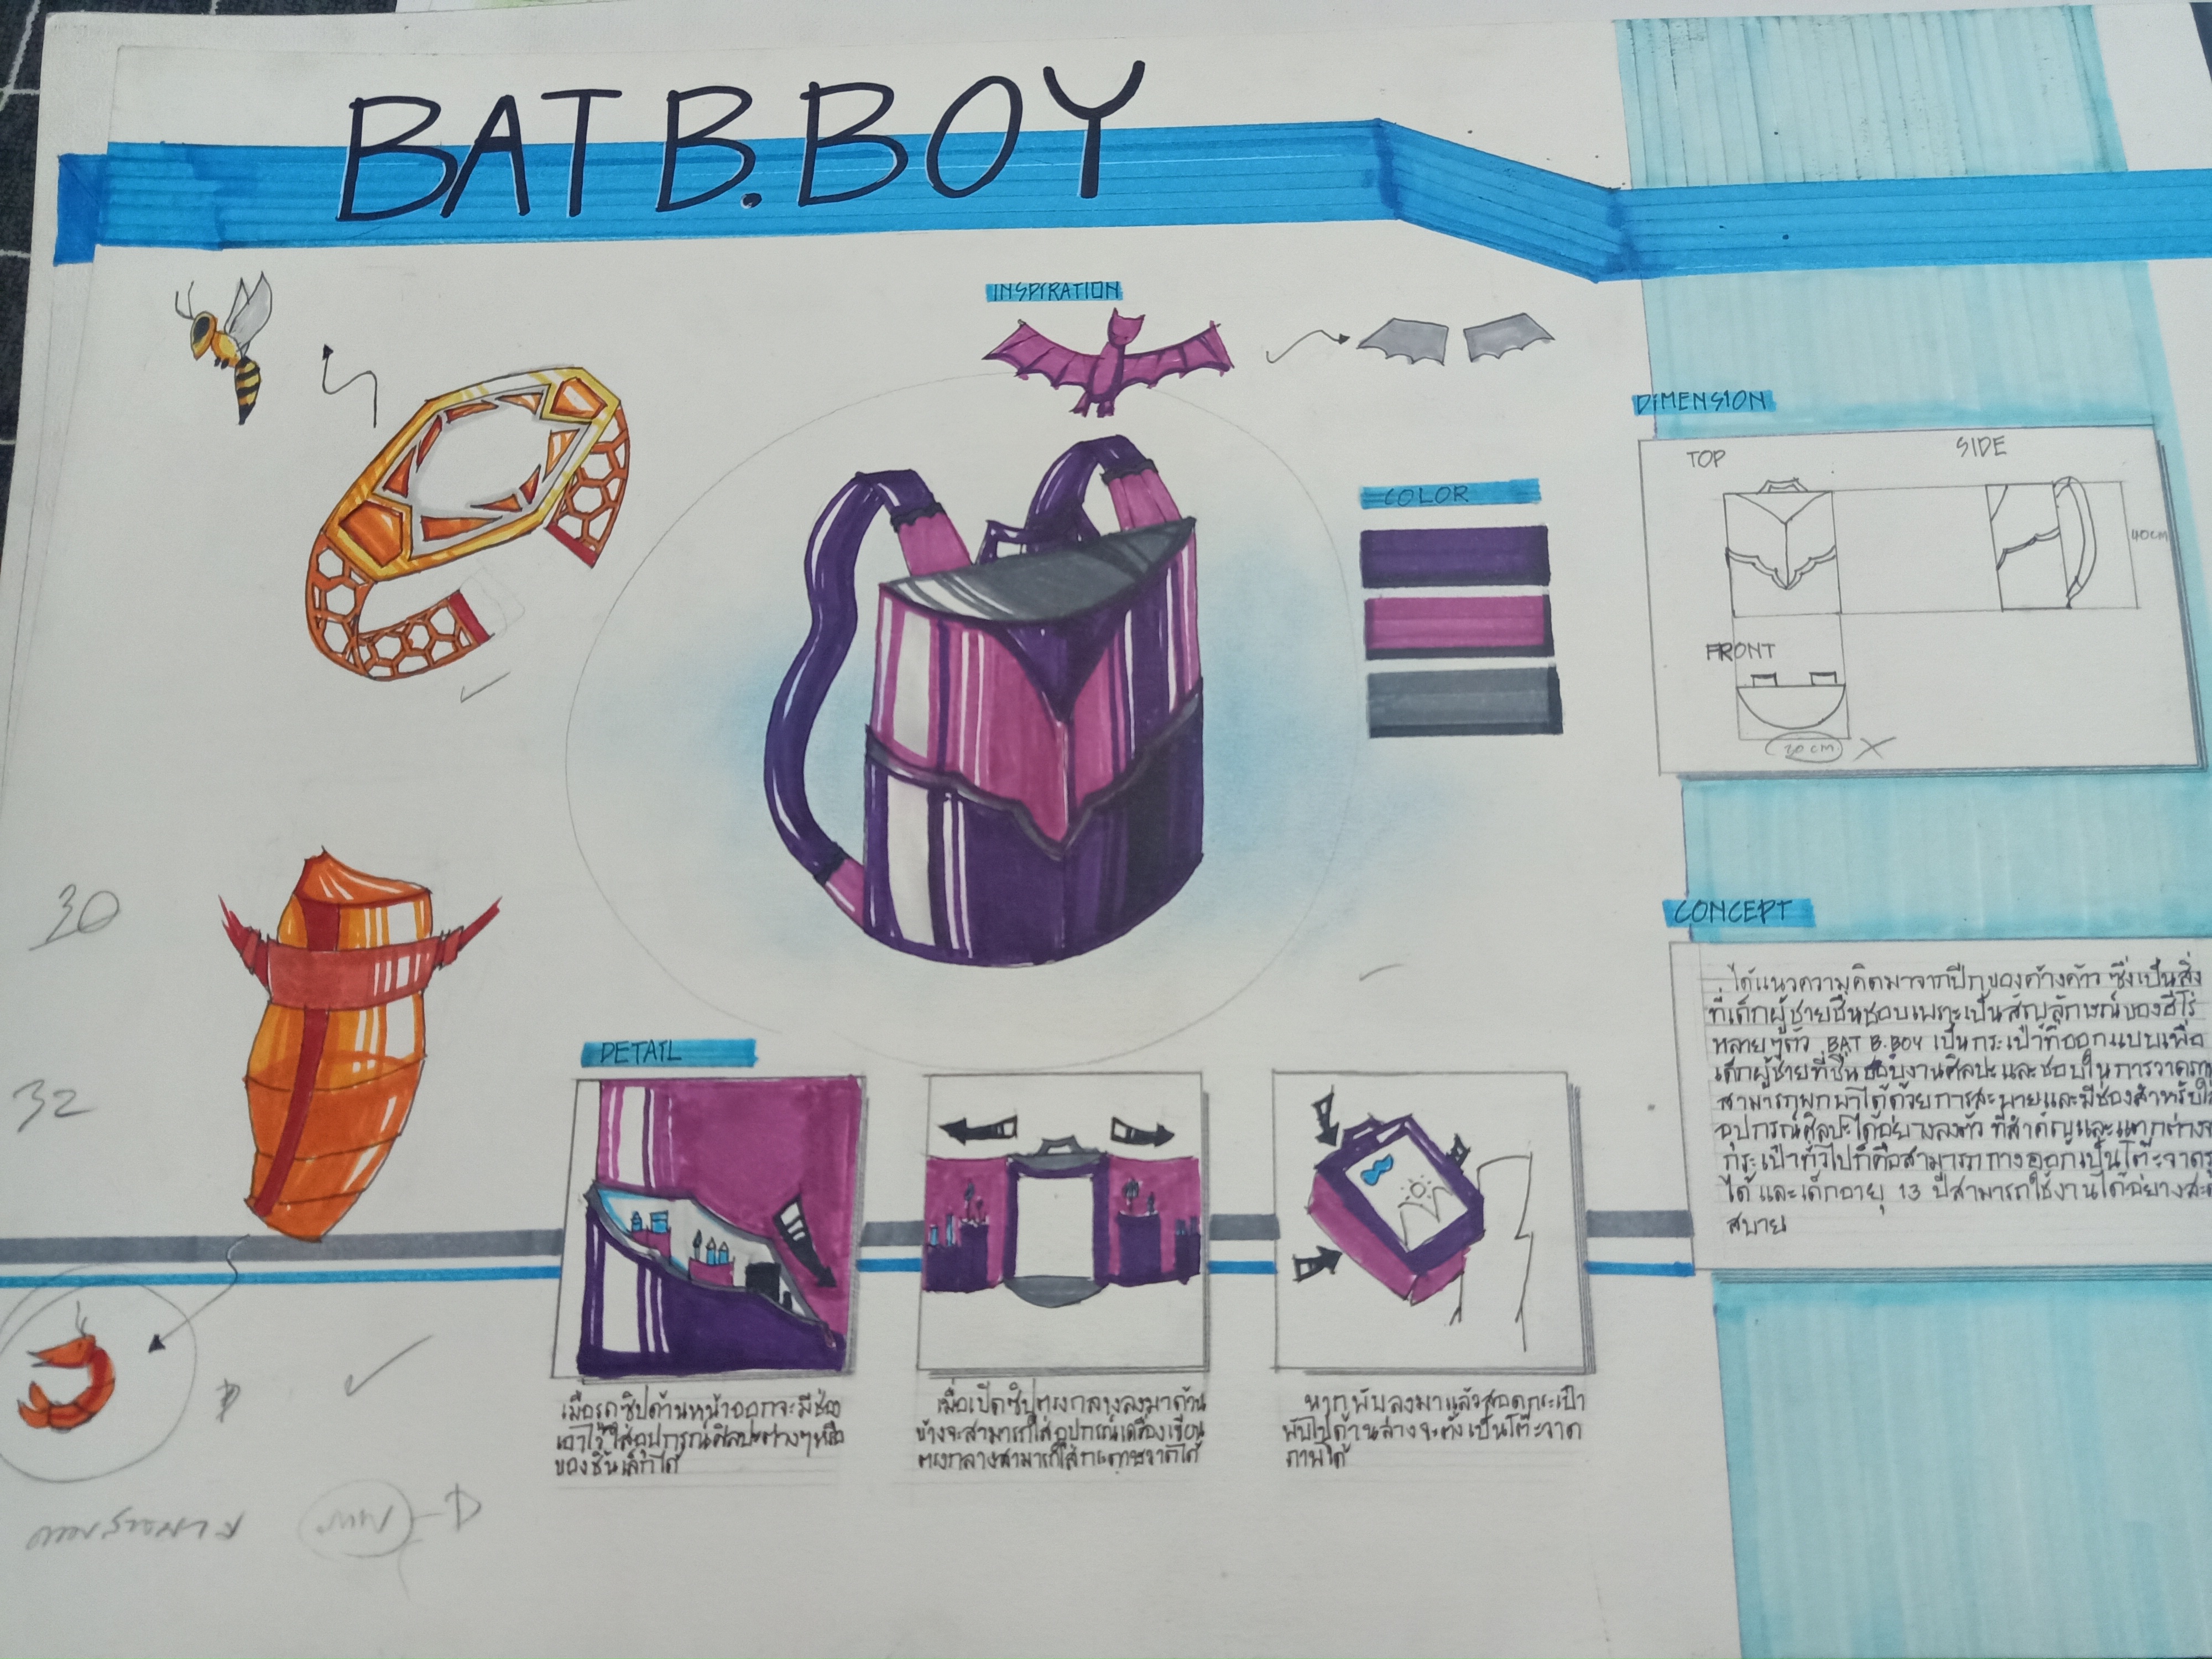 BAT B.BOY
INSPIRATION
COLOR
DIMENSION
TOP
SIDE
40CM
FRONT
20 CM
30
32
CONCEPT
ได้แนวความคิดมาจากปีกของค้างคาว ซึ่งเป็นสิ่ง
ที่เด็กผู้ชายชื่นชอบเพราะเป็นสัญลักษณ์ของฮีโร่
หลายๆตัว BAT B.BOY เป็นกระเป๋าที่ออกแบบเพื่อ
เด็กผู้ชายที่ชื่นชอบงานศิลปะและชอบในการวาด
สามารถพกพาได้ด้วยการสะพายและมีช่องสำหรับ
อุปกรณ์ศิลปะได้อย่างลงตัว ที่สำคัญและแตกต่าง
กระเป๋าทั่วไปก็คือสามารถกางออกเป็นโต๊ะวาด
ได้ และเด็กอายุ 13 ปีสามารถใช้งานได้อย่าง
สบาย
DETAIL
เมื่อรูดซิปด้านหน้าออกจะมีช่อง
เอาไว้ใส่อุปกรณ์ศิลปะต่างๆหรือ
ของชิ้นเล็กได้
เมื่อเปิดซิปตรงกลางลงมาด้าน
ข้างจะสามารถใส่อุปกรณ์เครื่องเขียน
ตรงกลางสามารถใส่กระดาษวาดได้
หากพับลงมาแล้วสอดกระเป๋า
พับไปด้านล่างจะตั้งเป็นโต๊ะวาด
ภาพได้